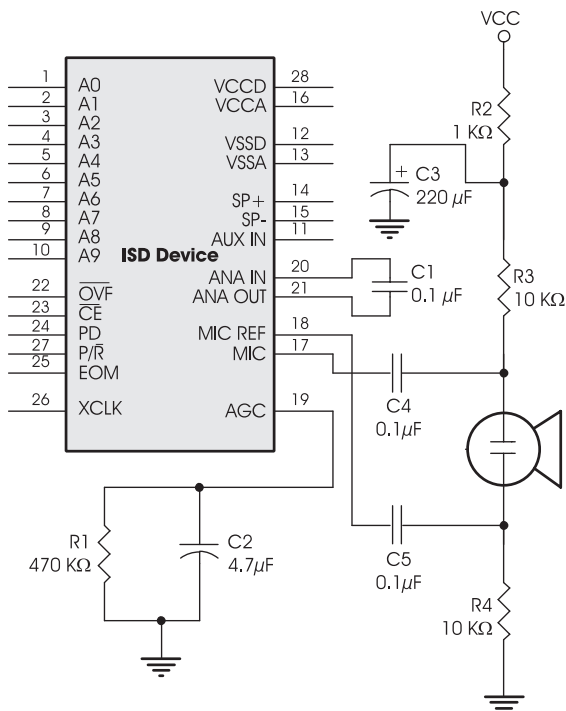 VCC
R2
1 KΩ
1 A0
2 A1
3 A2
4 A3
5 A4
6 A5
7 A6
8 A7
9 A8
10 A9
22 OVF
23 CE
24 PD
27 P/R
25 EOM
26 XCLK
ISD Device
VCCD 28
VCCA 16
VSSD 12
VSSA 13
SP+ 14
SP- 15
AUX IN 11
ANA IN 20
ANA OUT 21
MIC REF 18
MIC 17
AGC 19
+ C3
220 µF
C1
0.1 µF
R3
10 KΩ
C4
0.1µF
C5
0.1µF
R1
470 KΩ
C2
4.7µF
R4
10 KΩ